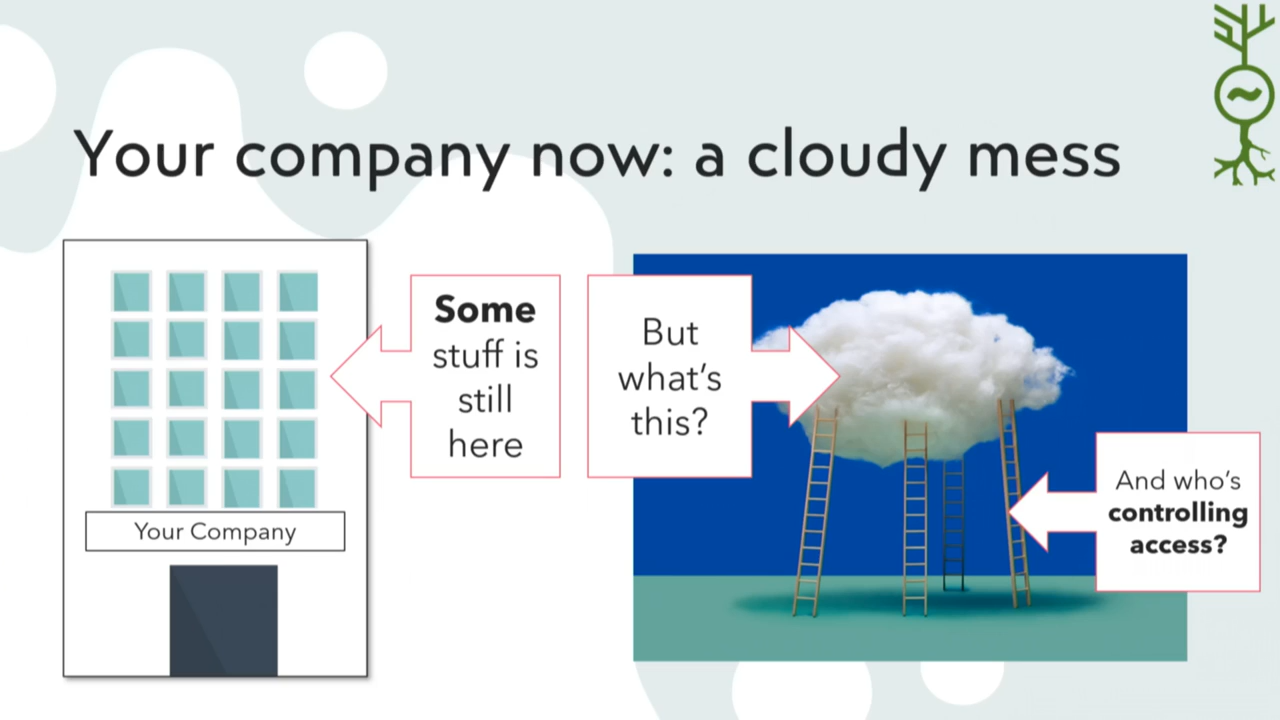 Your company now: a cloudy mess
Some
stuff is
still
here
But
what's
this?
And who's
controlling
access?
Your Company